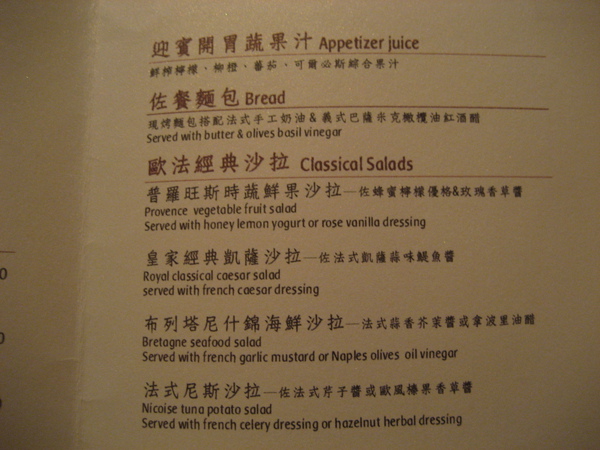 迎賓開胃蔬果汁 Appetizer juice
鮮榨檸檬、柳橙、蕃茄、可爾必斯綜合果汁
佐餐麵包 Bread
現烤麵包搭配法式手工奶油 & 義式巴薩米克橄欖油紅酒醋
Served with butter & olives basil vinegar
歐法經典沙拉 Classical Salads
普羅旺斯時蔬鮮果沙拉—佐蜂蜜檸檬優格&玫瑰香草醬
Provence vegetable fruit salad
Served with honey lemon yogurt or rose vanilla dressing
皇家經典凱薩沙拉—佐法式凱薩蒜味鯷魚醬
Royal classical caesar salad
served with french caesar dressing
布列塔尼什錦海鮮沙拉—法式蒜香芥茉醬或拿波里油醋
Bretagne seafood salad
Served with french garlic mustard or Naples olives oil vinegar
法式尼斯沙拉—佐法式芹子醬或歐風榛果香草醬
Nicoise tuna potato salad
Served with french celery dressing or hazelnut herbal dressing
0
0